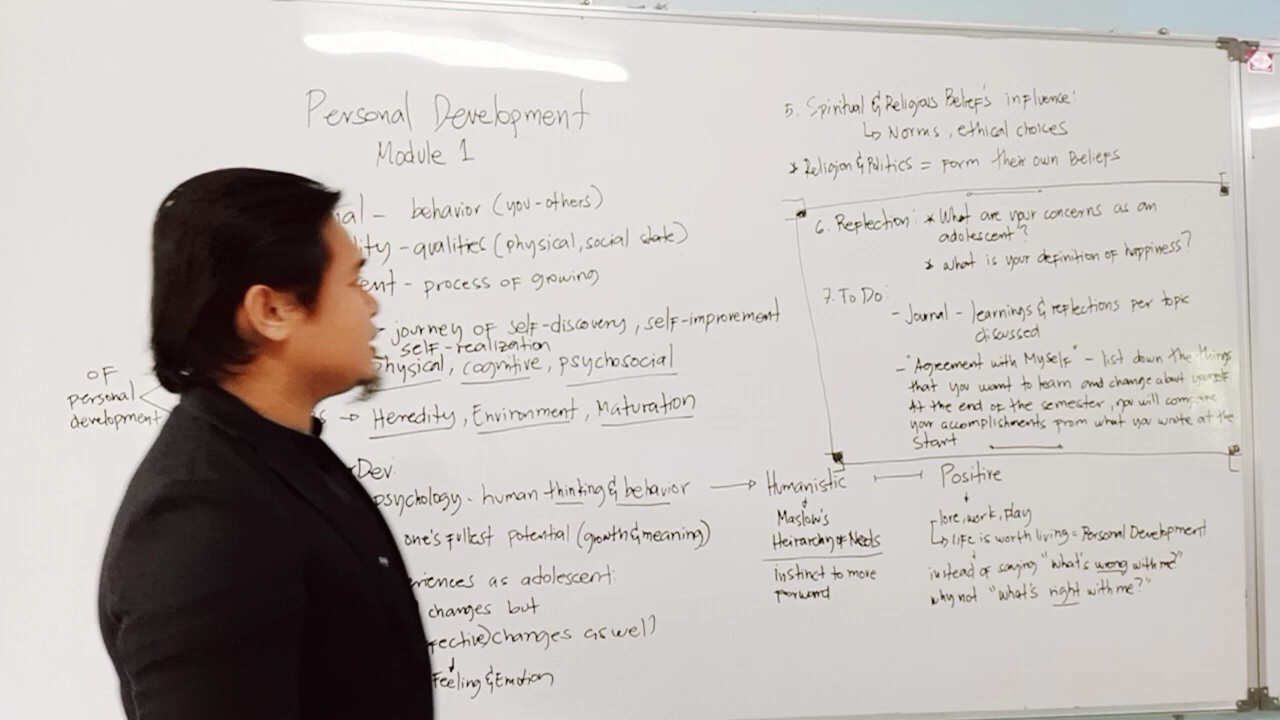 Personal Development
Module 1
nal - behavior (you-others)
lity - qualities (physical, social state)
ent - process of growing
- journey of self-discovery, self-improvement
self-realization
OF
personal
development
physical, cognitive, psychosocial
s → Heredity, Environment, Maturation
Dev:
psychology - human thinking & behavior → Humanistic — Positive
one's fullest potential (growth & meaning)
riences as adolescent:
changes but
fective) changes as well)
Feeling & Emotion
Maslow's
Heirarchy of Needs
instinct to move
forward
love, work, play
↳ life is worth living = Personal Development
instead of saying "what's wrong with me?"
why not "what's right with me?"
5. Spiritual & Religious Belief's influence:
↳ Norms, ethical choices
* Religion & Politics = form their own Beliefs
6. Reflection: * What are your concerns as an
adolescent?
* what is your definition of happiness?
7. To Do:
- Journal - learnings & reflections per topic
discussed
- "Agreement with Myself" - list down the things
that you want to learn and change about yourself
At the end of the semester, you will compare
your accomplishments from what you wrote at the
start